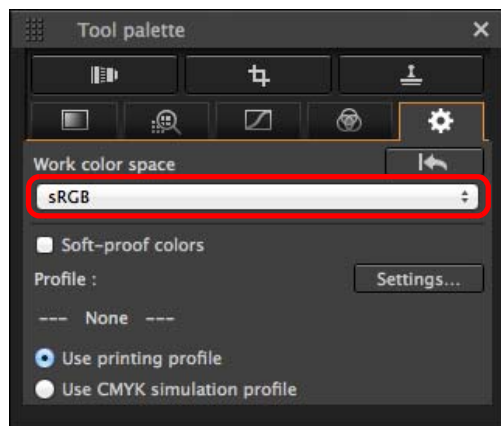 Tool palette
Work color space
sRGB
Soft-proof colors
Profile :
Settings...
--- None ---
Use printing profile
Use CMYK simulation profile